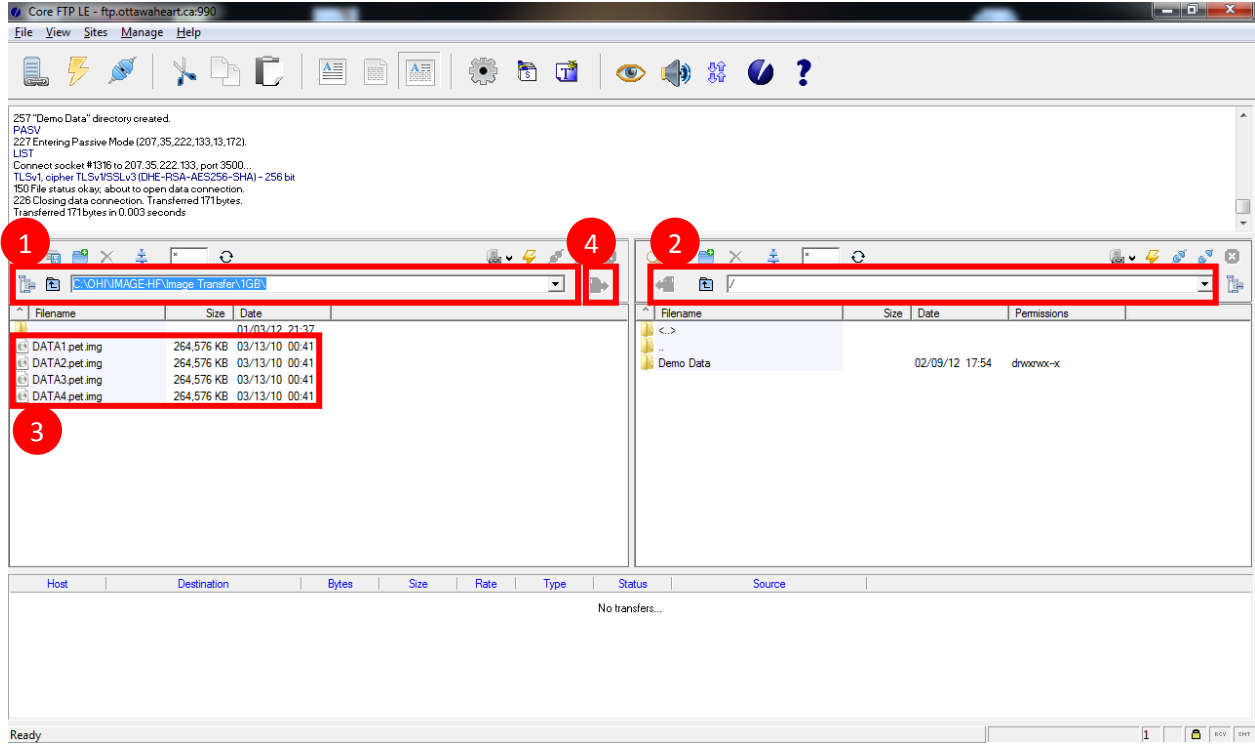 Core FTP LE - ftp.ottawaheart.ca:990
File View Sites Manage Help
257 "Demo Data" directory created.
PASV
227 Entering Passive Mode (207,35,222,133,13,172).
LIST
Connect socket #1316 to 207.35.222.133, port 3500...
TLSv1, cipher TLSv1/SSLv3 (DHE-RSA-AES256-SHA) - 256 bit
150 File status okay; about to open data connection.
226 Closing data connection. Transferred 171 bytes.
Transferred 171 bytes in 0.003 seconds
1 4 2
C:\OHI\IMAGE-HF\Image Transfer\1GB\ /
^ Filename Size Date ^ Filename Size Date Permissions
01/03/12 21:37 <..>
DATA1.pet.img 264,576 KB 03/13/10 00:41 ..
DATA2.pet.img 264,576 KB 03/13/10 00:41 Demo Data 02/09/12 17:54 drwxrwx--x
DATA3.pet.img 264,576 KB 03/13/10 00:41
DATA4.pet.img 264,576 KB 03/13/10 00:41
3
Host Destination Bytes Size Rate Type Status Source
No transfers...
Ready 1 RCV XMT